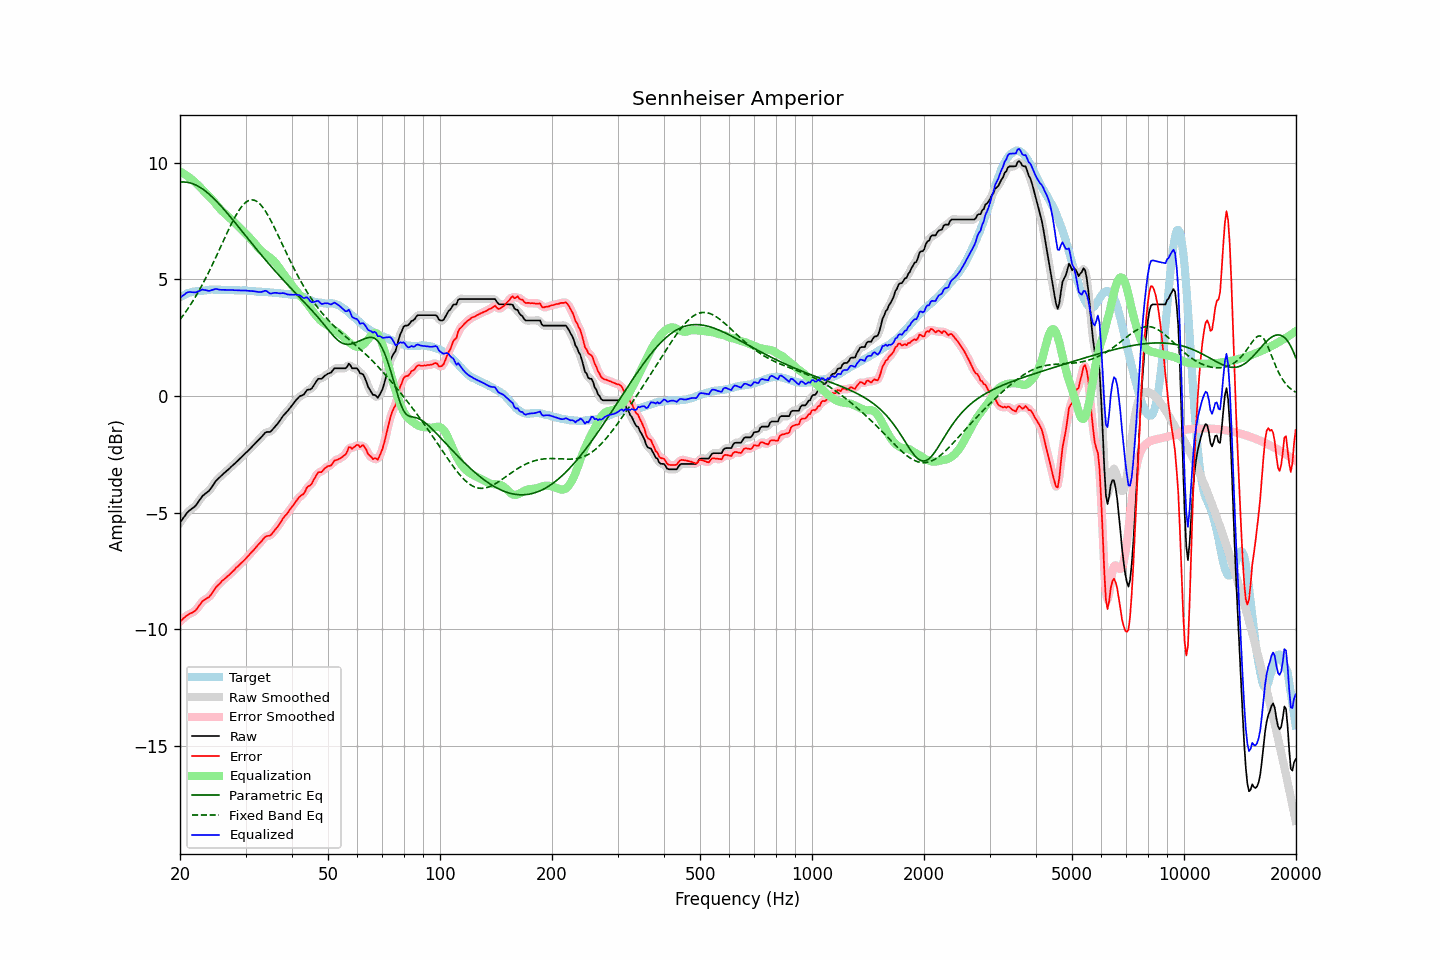 Sennheiser Amperior
10
5
0
−5
−10
−15
Amplitude (dBr)
Target
Raw Smoothed
Error Smoothed
Raw
Error
Equalization
Parametric Eq
Fixed Band Eq
Equalized
20 50 100 200 500 1000 2000 5000 10000 20000
Frequency (Hz)